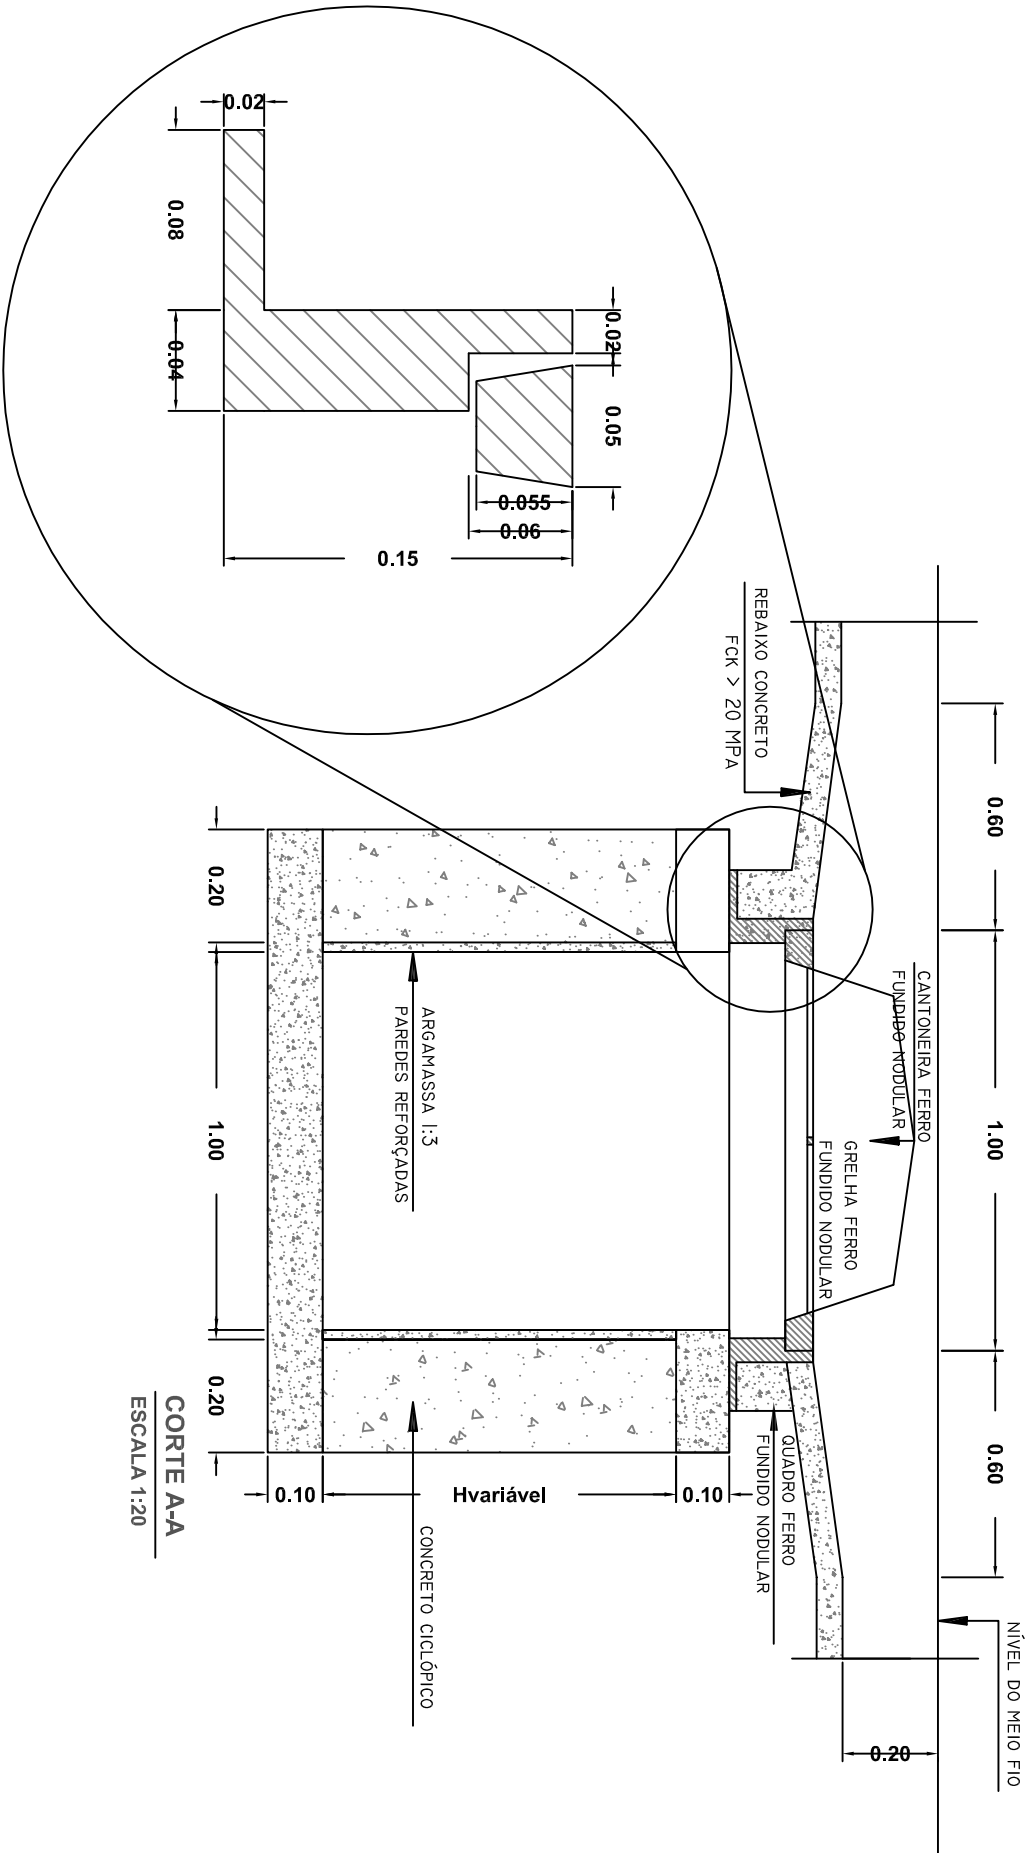 NÍVEL DO MEIO FIO
0.60
1.00
0.60
0.20
CANTONEIRA FERRO
FUNDIDO NODULAR
GRELHA FERRO
FUNDIDO NODULAR
REBAIXO CONCRETO
FCK > 20 MPA
QUADRO FERRO
FUNDIDO NODULAR
0.10
Hvariável
0.10
ARGAMASSA 1:3
PAREDES REFORÇADAS
CONCRETO CICLÓPICO
0.20
1.00
0.20
0.02
0.05
0.055
0.06
0.15
0.02
0.08
0.04
CORTE A-A
ESCALA 1:20